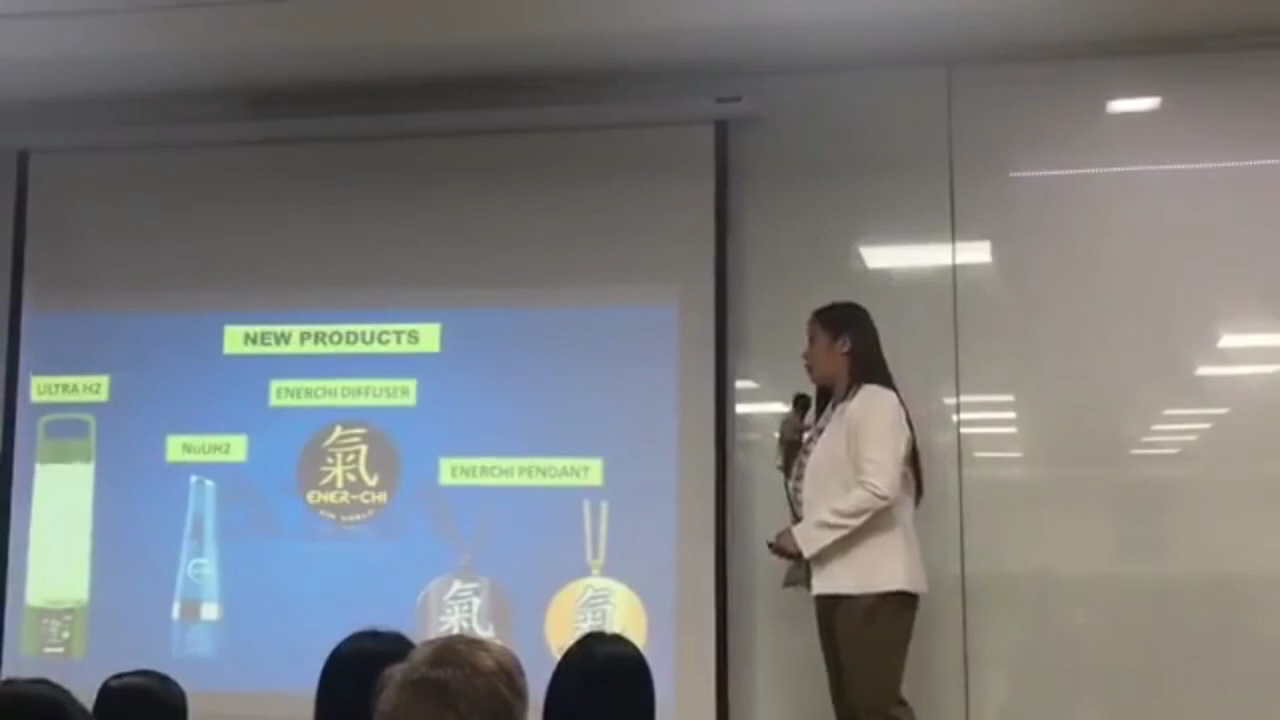 NEW PRODUCTS
ULTRA H2
ENERCHI DIFFUSER
NuUH2
氣
ENER-CHI
ENERCHI PENDANT
氣
氣